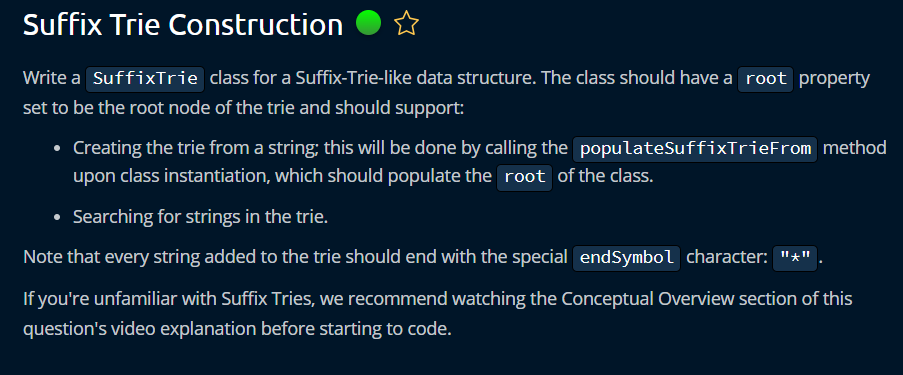 Suffix Trie Construction
Write a SuffixTrie class for a Suffix-Trie-like data structure. The class should have a root property
set to be the root node of the trie and should support:
• Creating the trie from a string; this will be done by calling the populateSuffixTrieFrom method
upon class instantiation, which should populate the root of the class.
• Searching for strings in the trie.
Note that every string added to the trie should end with the special endSymbol character: "*".
If you're unfamiliar with Suffix Tries, we recommend watching the Conceptual Overview section of this
question's video explanation before starting to code.